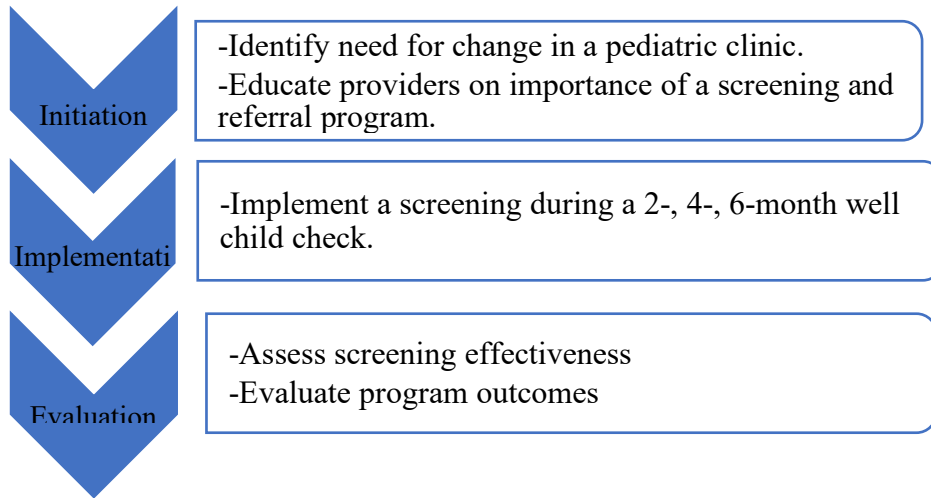 Initiation
-Identify need for change in a pediatric clinic.
-Educate providers on importance of a screening and
referral program.
Implementati
-Implement a screening during a 2-, 4-, 6-month well
child check.
Evaluation
-Assess screening effectiveness
-Evaluate program outcomes